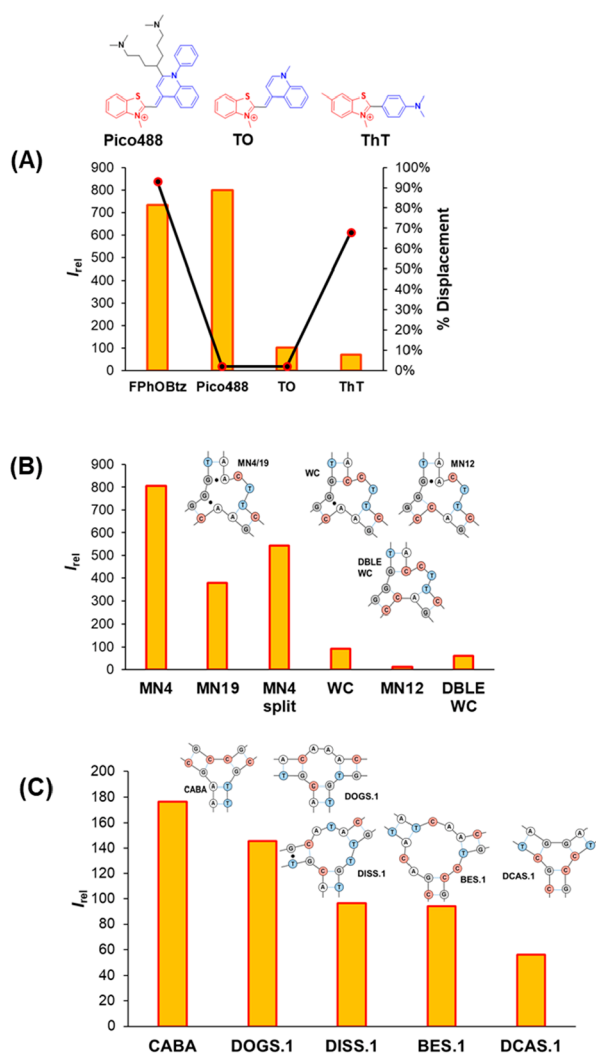 Pico488
TO
ThT
(A)
I rel
900
800
700
600
500
400
300
200
100
0
100%
90%
80%
70%
60%
50%
40%
30%
20%
10%
0%
% Displacement
FPhOBtz Pico488 TO ThT
(B)
I rel
900
800
700
600
500
400
300
200
100
0
MN4/19
WC
MN12
DBLE
WC
MN4 MN19 MN4 split WC MN12 DBLE WC
(C)
I rel
200
180
160
140
120
100
80
60
40
20
0
CABA
DOGS.1
DISS.1
BES.1
DCAS.1
CABA DOGS.1 DISS.1 BES.1 DCAS.1